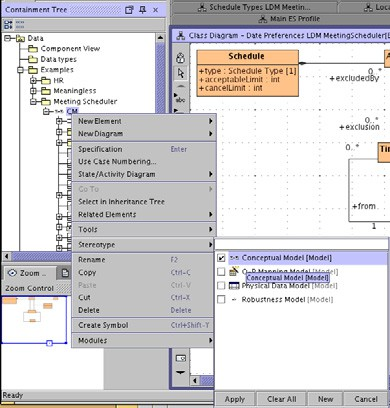 Containment Tree
Schedule Types LDM Meetin...
Main ES Profile
Class Diagram - Date Preferences LDM MeetingScheduler[
Data
Component View
Data types
Examples
HR
Meaningless
Meeting Scheduler
CM
Schedule
+type : Schedule Type [1]
+acceptableLimit : int
+cancelLimit : int
0..*
+excludedBy
+exclusion
0..*
+from
1
New Element
New Diagram
Specification Enter
Use Case Numbering...
State/Activity Diagram
Go To
Select in Inheritance Tree
Related Elements
Tools
Stereotype
Rename F2
Copy Ctrl-C
Paste Ctrl-V
Cut Ctrl-X
Delete Delete
Create Symbol Ctrl+Shift-Y
Modules
Conceptual Model [Model]
O-R Mapping Model [Model]
Conceptual Model [Model]
Physical Data Model [Model]
Robustness Model [Model]
Apply Clear All New Cancel
Zoom ..
Zoom Control
Ready